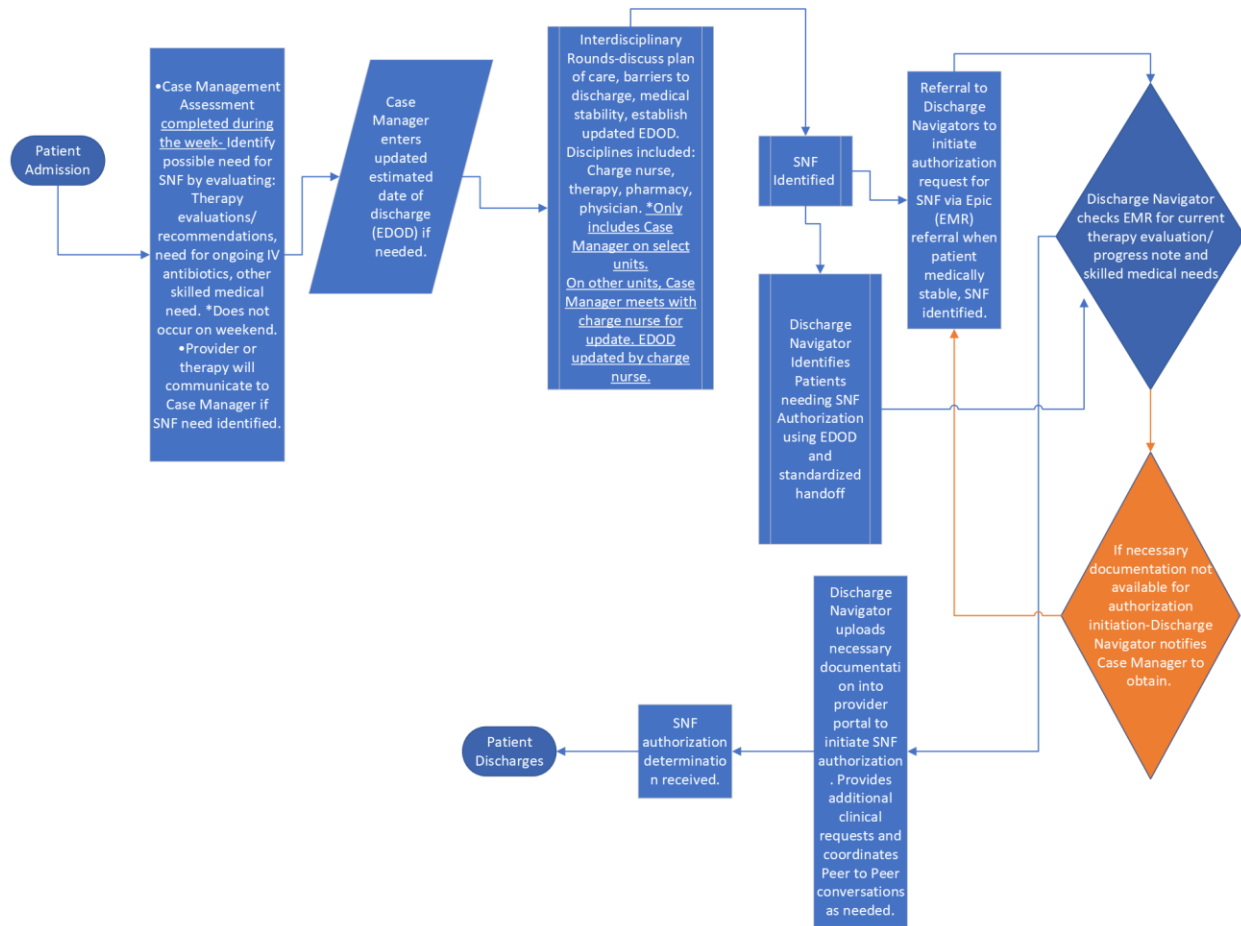 Patient
Admission
•Case Management
Assessment
completed during
the week- Identify
possible need for
SNF by evaluating:
Therapy
evaluations/
recommendations,
need for ongoing IV
antibiotics, other
skilled medical
need. *Does not
occur on weekend.
•Provider or
therapy will
communicate to
Case Manager if
SNF need identified.
Case
Manager
enters
updated
estimated
date of
discharge
(EDOD) if
needed.
Interdisciplinary
Rounds-discuss plan
of care, barriers to
discharge, medical
stability, establish
updated EDOD.
Disciplines included:
Charge nurse,
therapy, pharmacy,
physician. *Only
includes Case
Manager on select
units.
On other units, Case
Manager meets with
charge nurse for
update. EDOD
updated by charge
nurse.
SNF
Identified
Referral to
Discharge
Navigators to
initiate
authorization
request for
SNF via Epic
(EMR)
referral when
patient
medically
stable, SNF
identified.
Discharge Navigator
checks EMR for current
therapy evaluation/
progress note and
skilled medical needs
Discharge
Navigator
Identifies
Patients
needing SNF
Authorization
using EDOD
and
standardized
handoff
If necessary
documentation not
available for
authorization
initiation-Discharge
Navigator notifies
Case Manager to
obtain.
Discharge
Navigator
uploads
necessary
documentati
on into
provider
portal to
initiate SNF
authorization
. Provides
additional
clinical
requests and
coordinates
Peer to Peer
conversations
as needed.
SNF
authorization
determinatio
n received.
Patient
Discharges